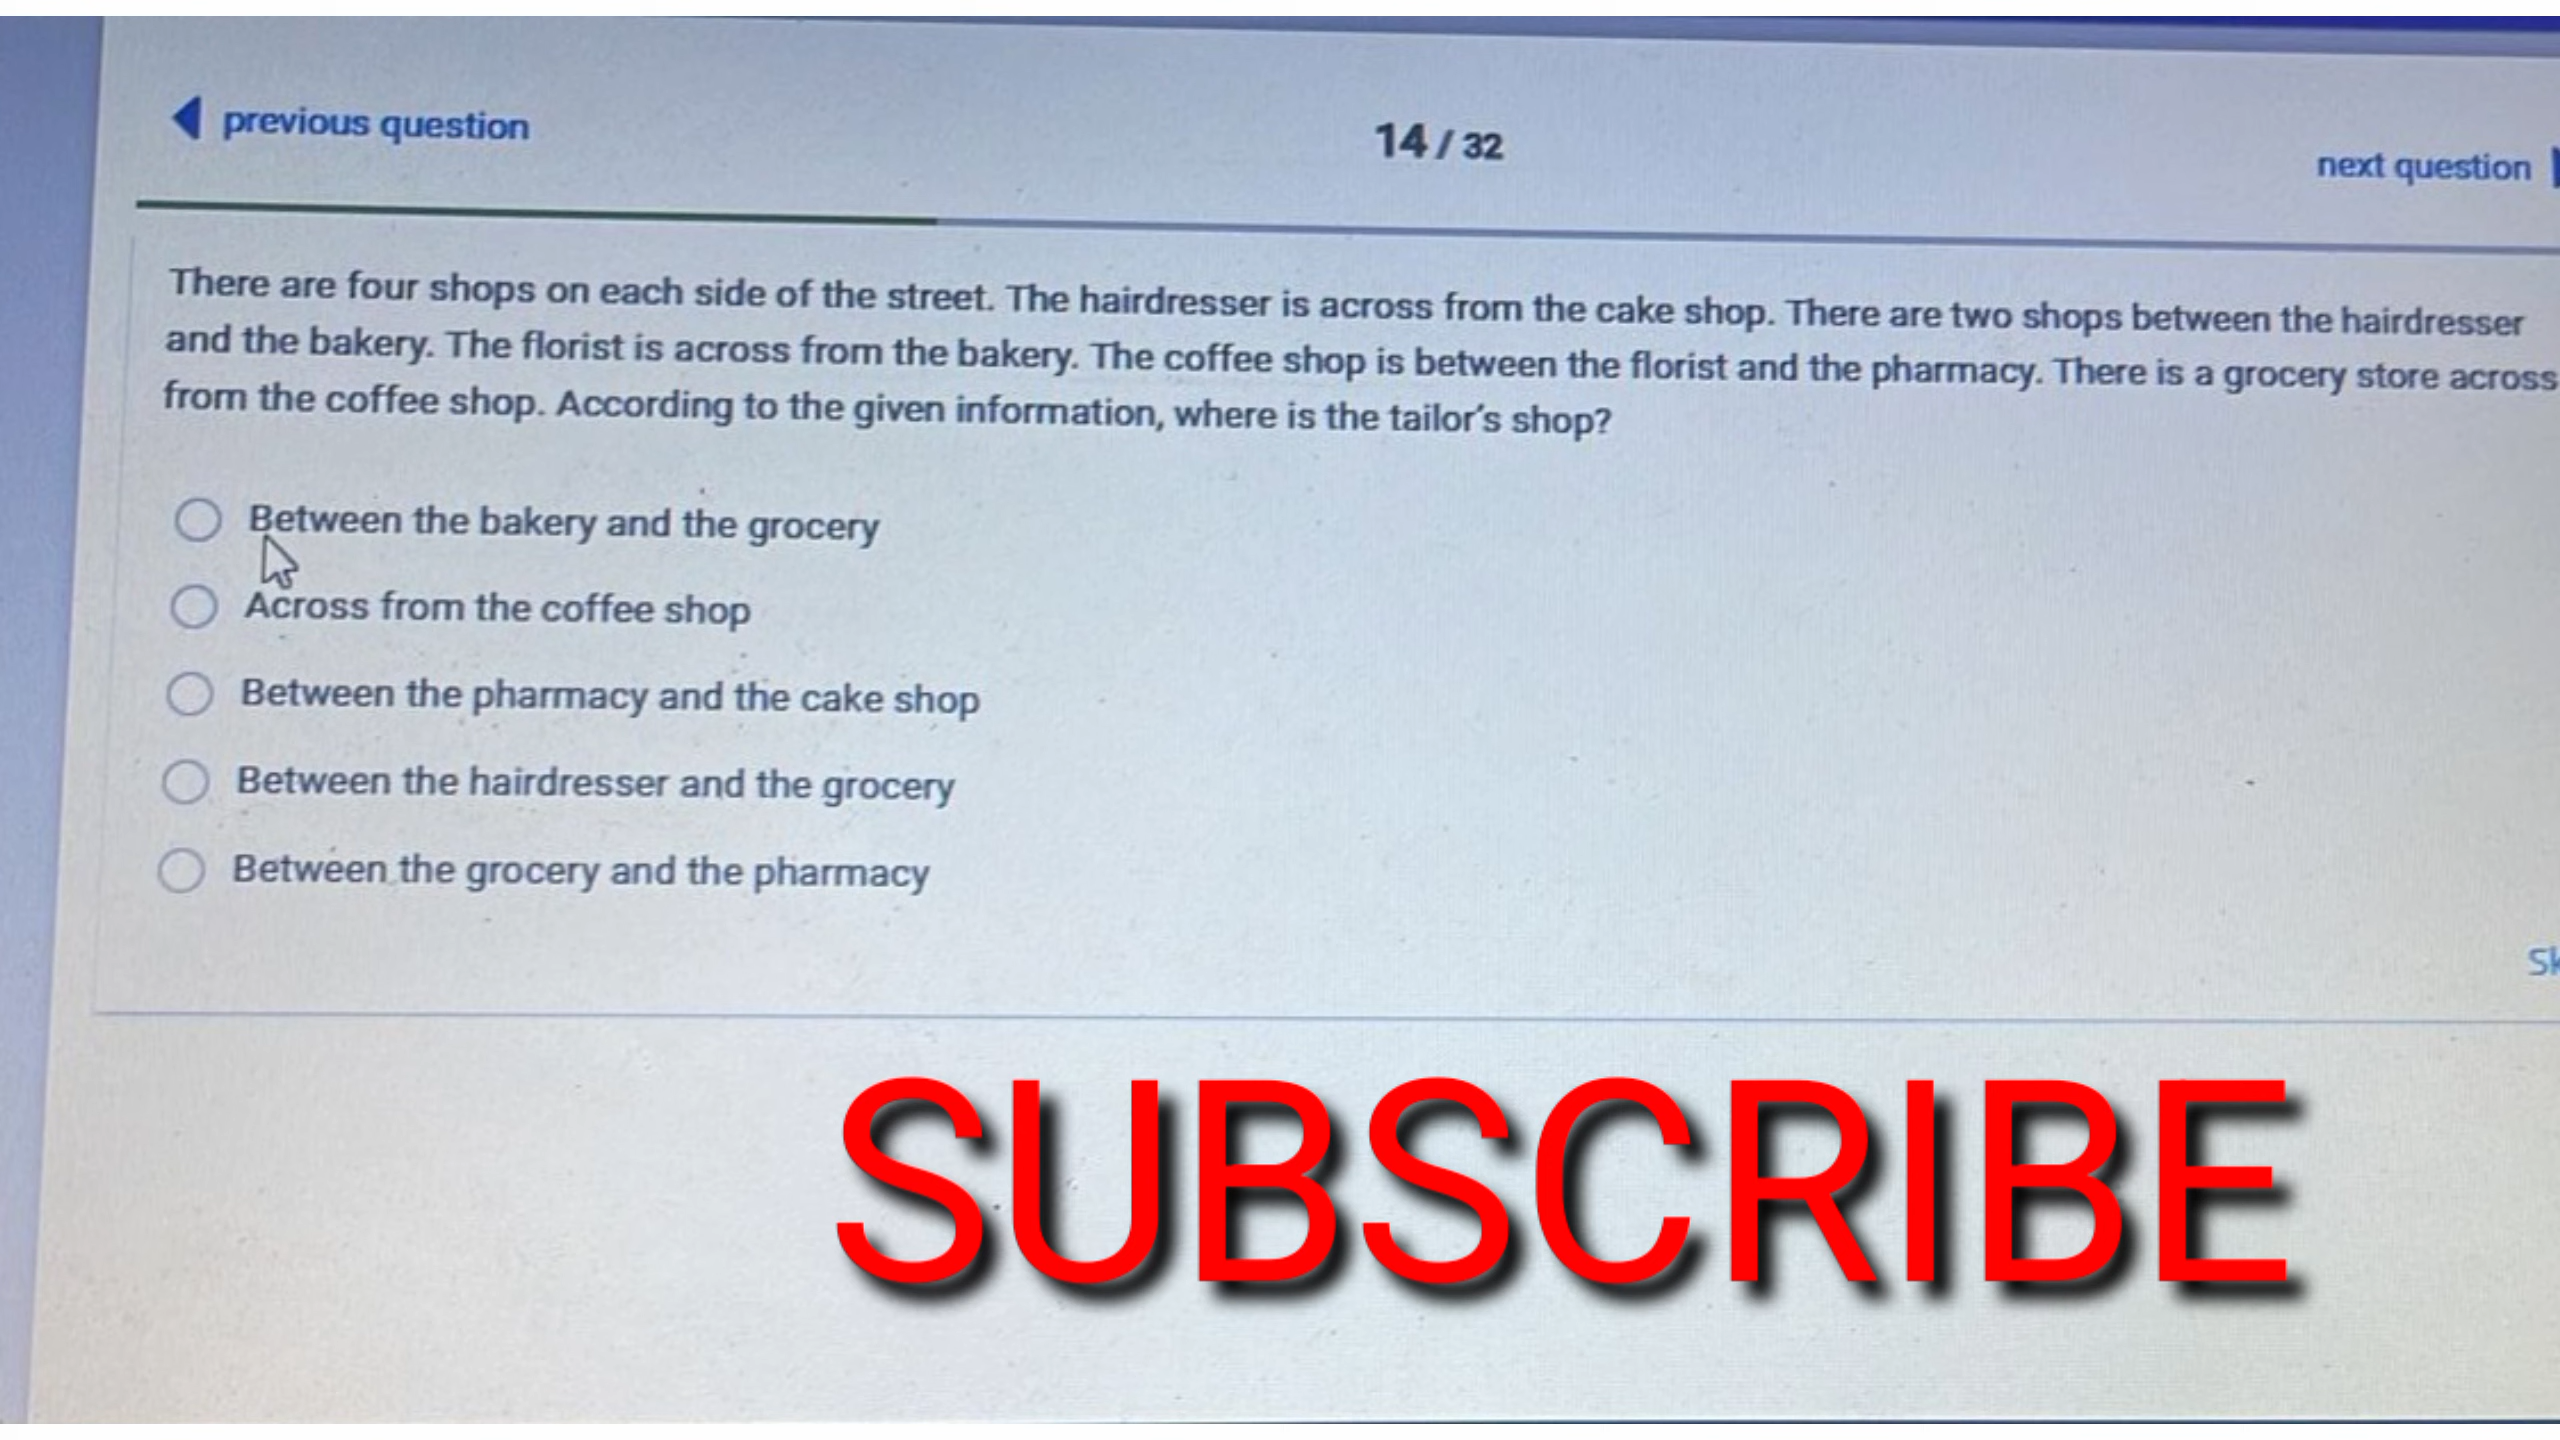 previous question
14 / 32
next question
There are four shops on each side of the street. The hairdresser is across from the cake shop. There are two shops between the hairdresser
and the bakery. The florist is across from the bakery. The coffee shop is between the florist and the pharmacy. There is a grocery store across
from the coffee shop. According to the given information, where is the tailor's shop?
Between the bakery and the grocery
Across from the coffee shop
Between the pharmacy and the cake shop
Between the hairdresser and the grocery
Between the grocery and the pharmacy
SUBSCRIBE